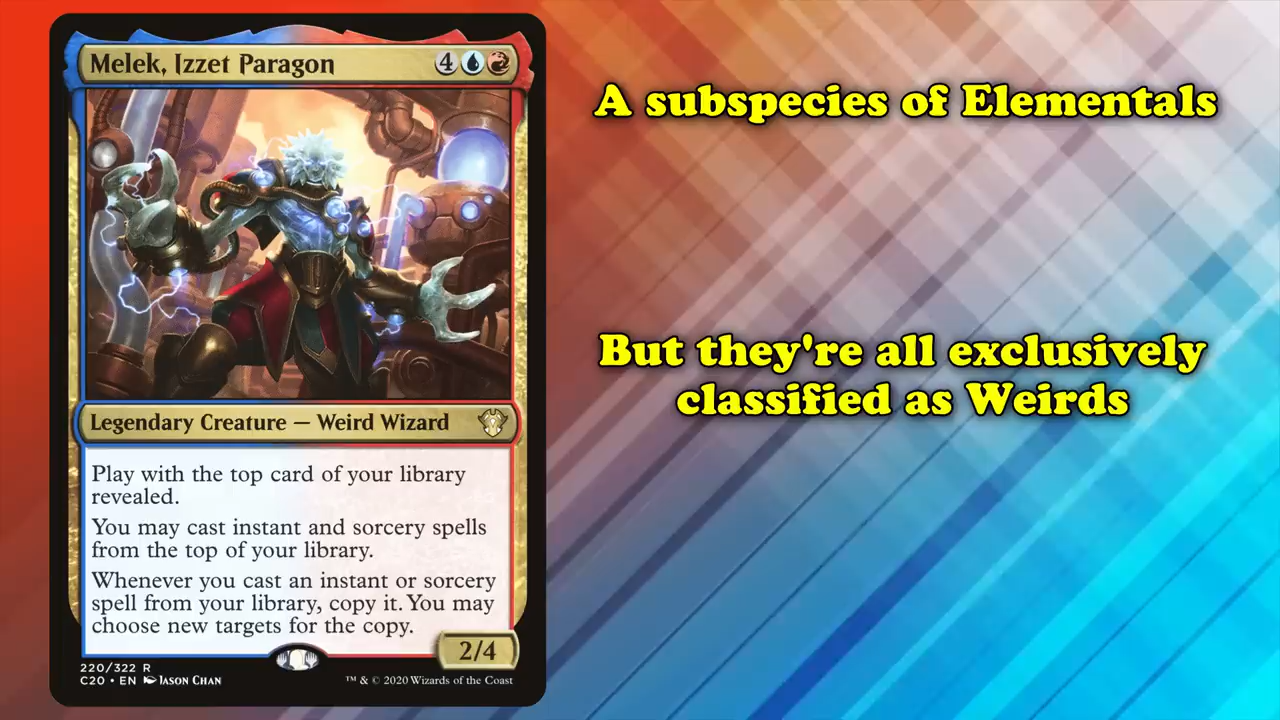 Melek, Izzet Paragon 4
Legendary Creature — Weird Wizard
Play with the top card of your library
revealed.
You may cast instant and sorcery spells
from the top of your library.
Whenever you cast an instant or sorcery
spell from your library, copy it. You may
choose new targets for the copy.
2/4
220/322 R
C20 • EN Jason Chan
™ & © 2020 Wizards of the Coast
A subspecies of Elementals
But they're all exclusively
classified as Weirds